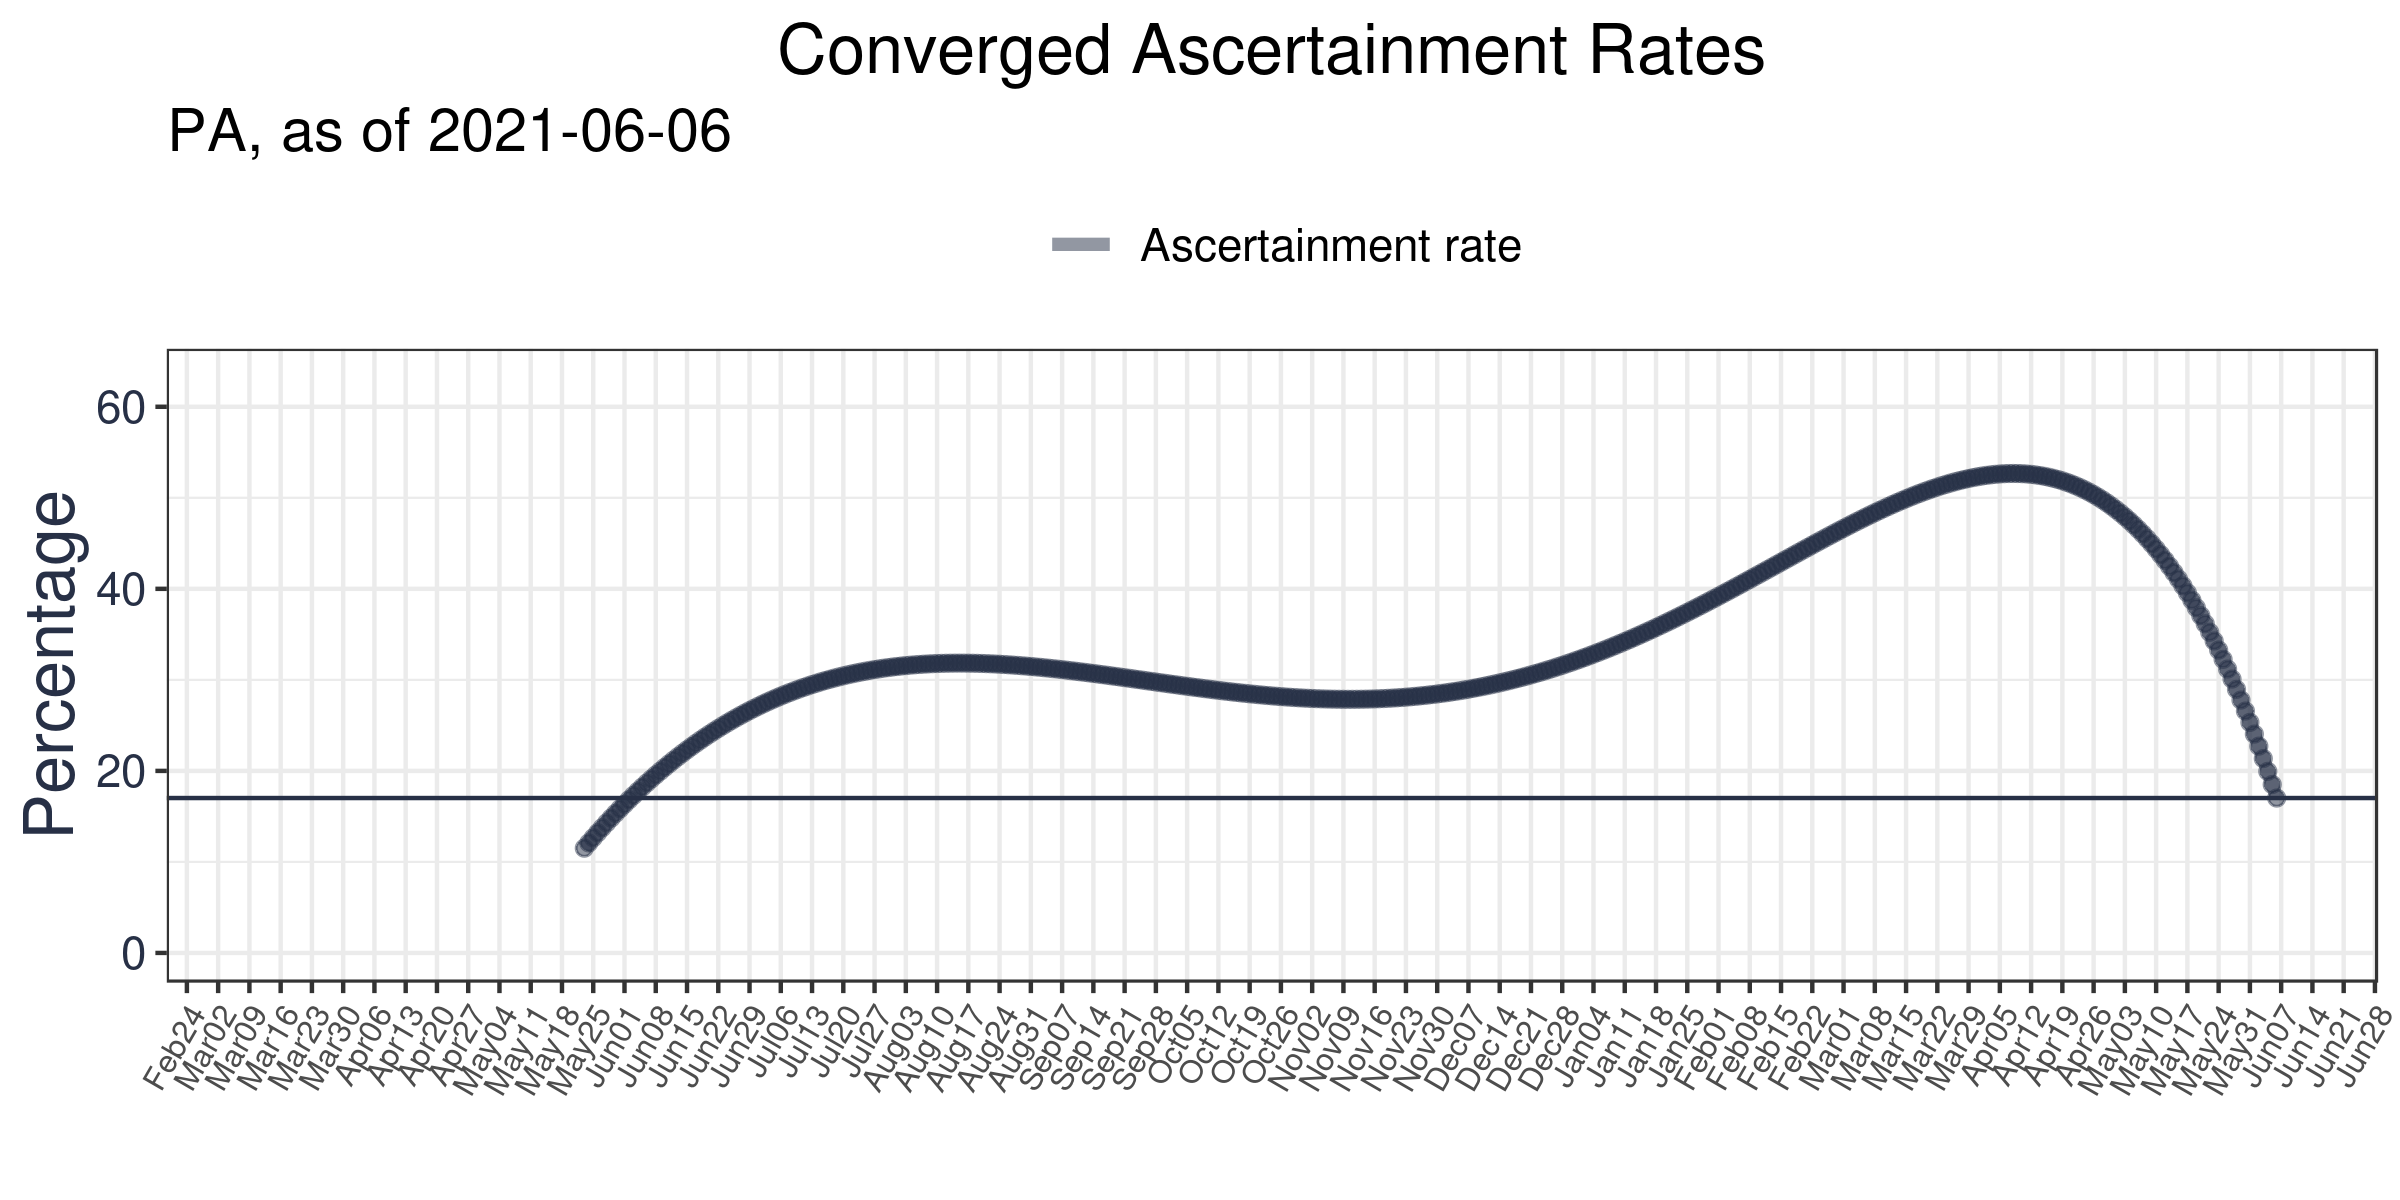 Converged Ascertainment Rates
PA, as of 2021-06-06
Ascertainment rate
Percentage
60
40
20
0
Feb24
Mar02
Mar09
Mar16
Mar23
Mar30
Apr06
Apr13
Apr20
Apr27
May04
May11
May18
May25
Jun01
Jun08
Jun15
Jun22
Jun29
Jul06
Jul13
Jul20
Jul27
Aug03
Aug10
Aug17
Aug24
Aug31
Sep07
Sep14
Sep21
Sep28
Oct05
Oct12
Oct19
Oct26
Nov02
Nov09
Nov16
Nov23
Nov30
Dec07
Dec14
Dec21
Dec28
Jan04
Jan11
Jan18
Jan25
Feb01
Feb08
Feb15
Feb22
Mar01
Mar08
Mar15
Mar22
Mar29
Apr05
Apr12
Apr19
Apr26
May03
May10
May17
May24
May31
Jun07
Jun14
Jun21
Jun28